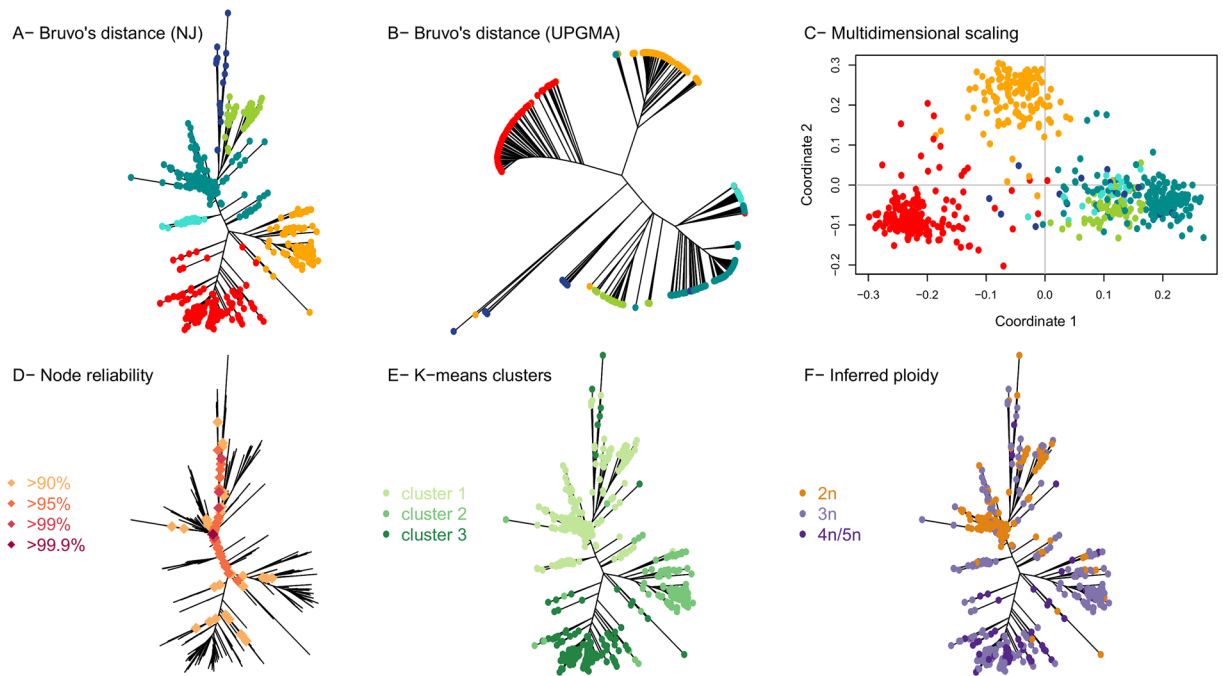 A− Bruvo's distance (NJ)
B− Bruvo's distance (UPGMA)
C− Multidimensional scaling
0.3
0.2
0.1
0.0
−0.1
−0.2
Coordinate 2
−0.3
−0.2
−0.1
0.0
0.1
0.2
Coordinate 1
D− Node reliability
>90%
>95%
>99%
>99.9%
E− K−means clusters
cluster 1
cluster 2
cluster 3
F− Inferred ploidy
2n
3n
4n/5n